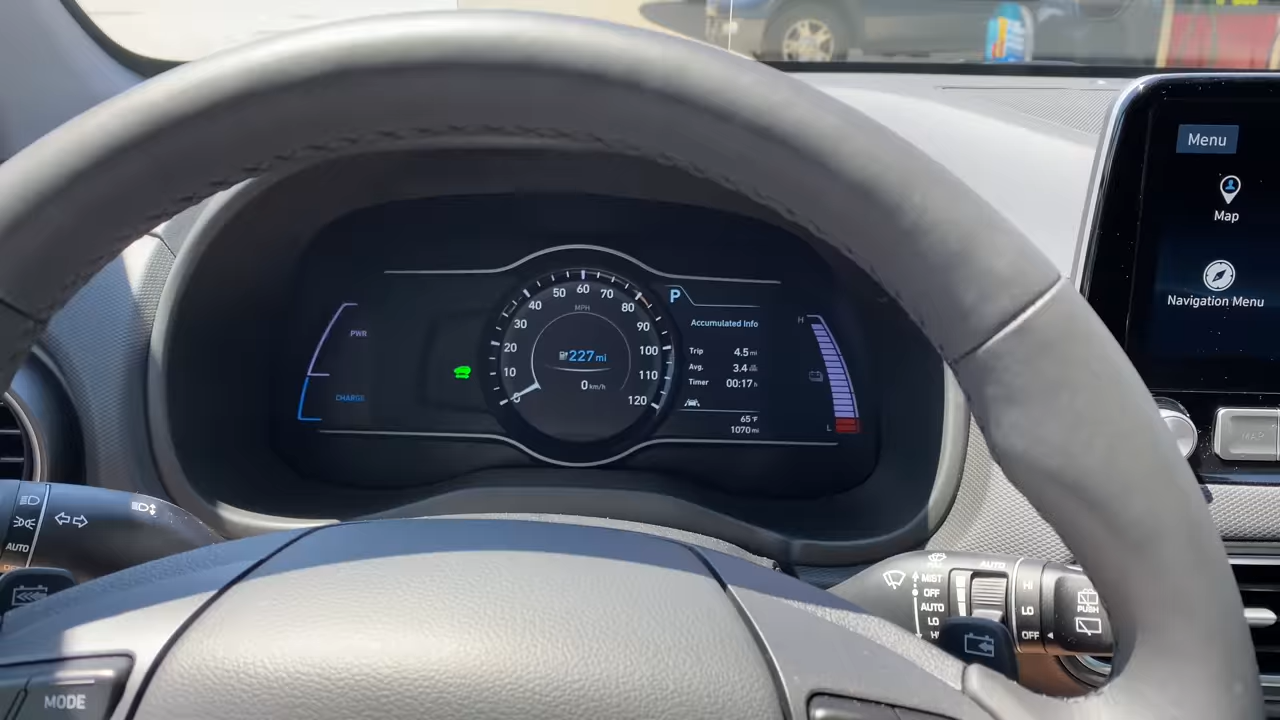 Menu
Map
Navigation Menu
MAP
PWR
CHARGE
0
10
20
30
40
50
60
70
80
90
100
110
120
MPH
227 mi
0 km/h
P
Accumulated Info
Trip 4.5 mi
Avg. 3.4
Timer 00:17 h
65°F
1070 mi
H
L
AUTO
MODE
AUTO
MIST
OFF
AUTO
LO
HI
HI
LO
OFF
PUSH